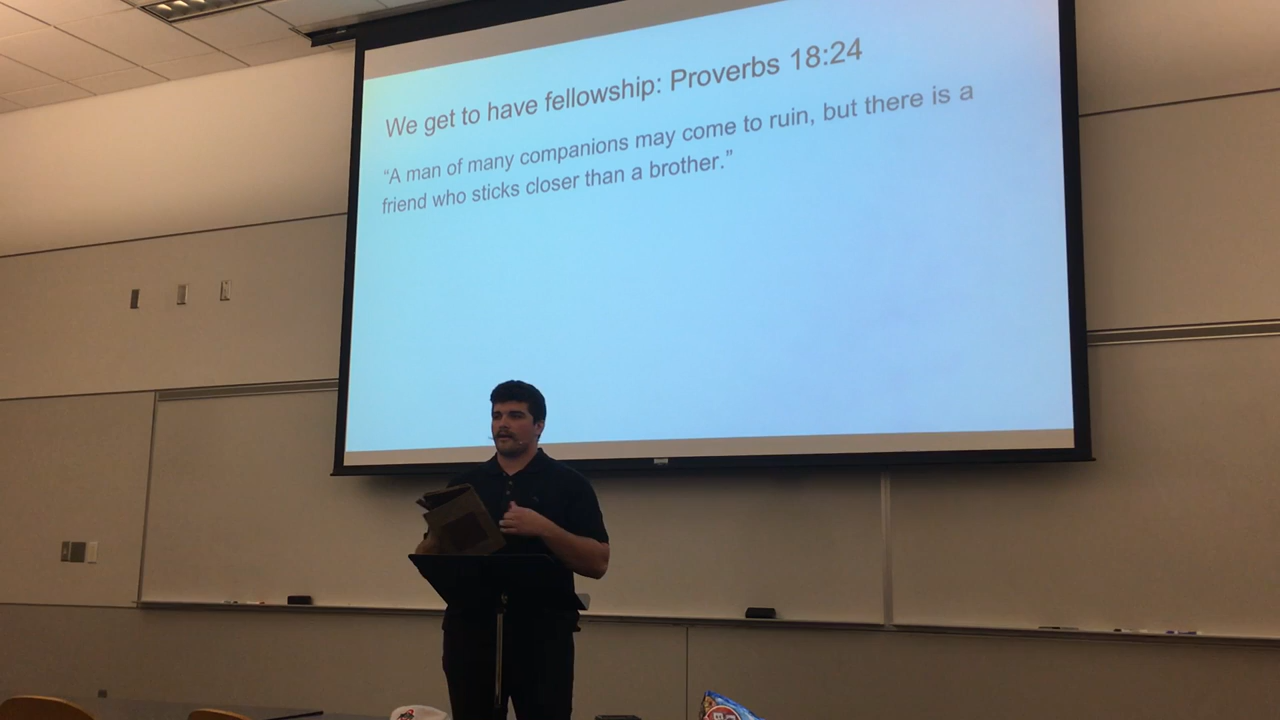 We get to have fellowship: Proverbs 18:24
“A man of many companions may come to ruin, but there is a
friend who sticks closer than a brother.”